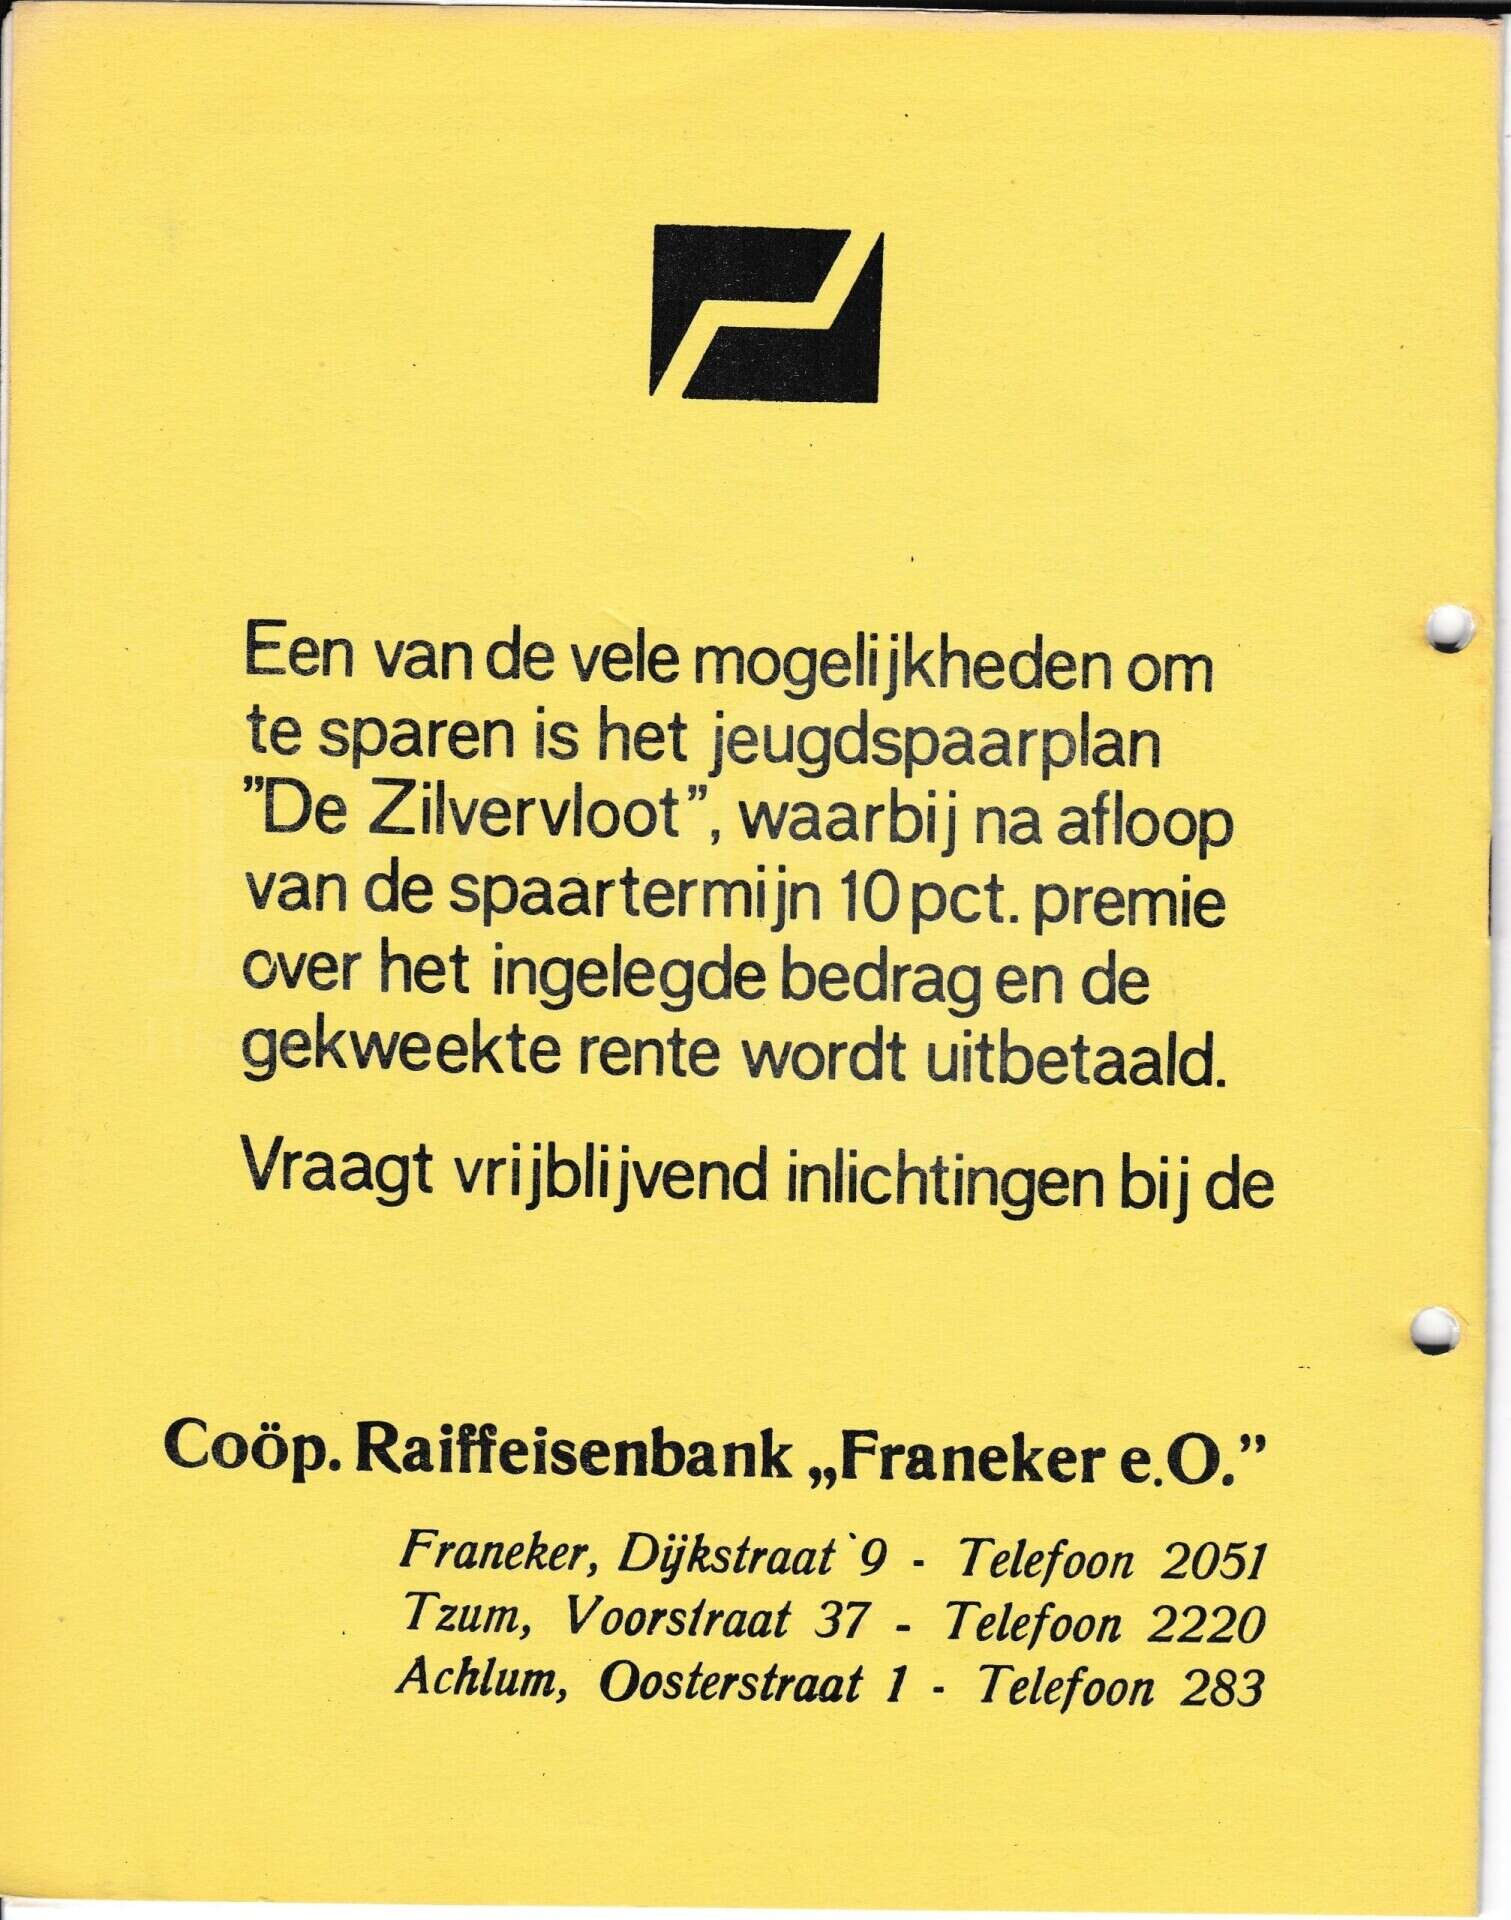 Een van de vele mogelijkheden om
te sparen is het jeugdspaarplan
”De Zilvervloot”, waarbij na afloop
van de spaartermijn 10 pct. premie
over het ingelegde bedrag en de
gekweekte rente wordt uitbetaald.
Vraagt vrijblijvend inlichtingen bij de
Coöp. Raiffeisenbank „Franeker e.O.”
Franeker, Dijkstraat 9 - Telefoon 2051
Tzum, Voorstraat 37 - Telefoon 2220
Achlum, Oosterstraat 1 - Telefoon 283